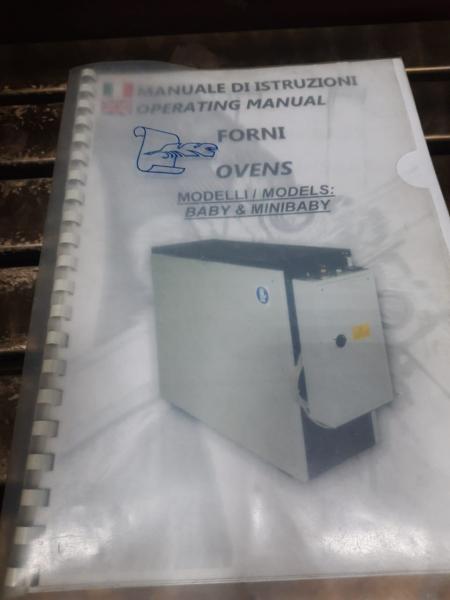 MANUALE DI ISTRUZIONI
OPERATING MANUAL
FORNI
OVENS
MODELLI / MODELS:
BABY & MINIBABY